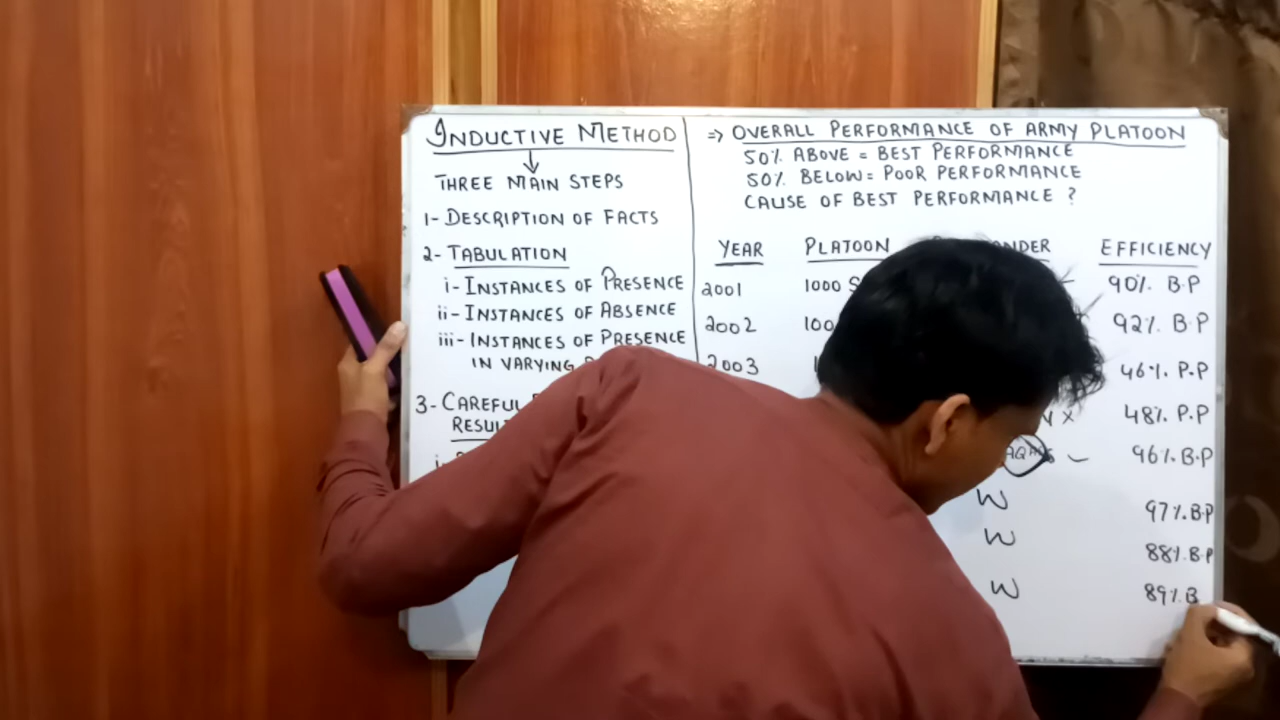 INDUCTIVE METHOD
THREE MAIN STEPS
1- DESCRIPTION OF FACTS
2- TABULATION
i- INSTANCES OF PRESENCE
ii- INSTANCES OF ABSENCE
iii- INSTANCES OF PRESENCE
IN VARYING
3- CAREFUL
⇒ OVERALL PERFORMANCE OF ARMY PLATOON
50% ABOVE = BEST PERFORMANCE
50% BELOW = POOR PERFORMANCE
CAUSE OF BEST PERFORMANCE ?
YEAR PLATOON EFFICIENCY
2001 1000 90% B.P
2002 92% B.P
2003 46% P.P
X 48% P.P
96% B.P
W 97% B.P
W 88% B.P
W 89% B